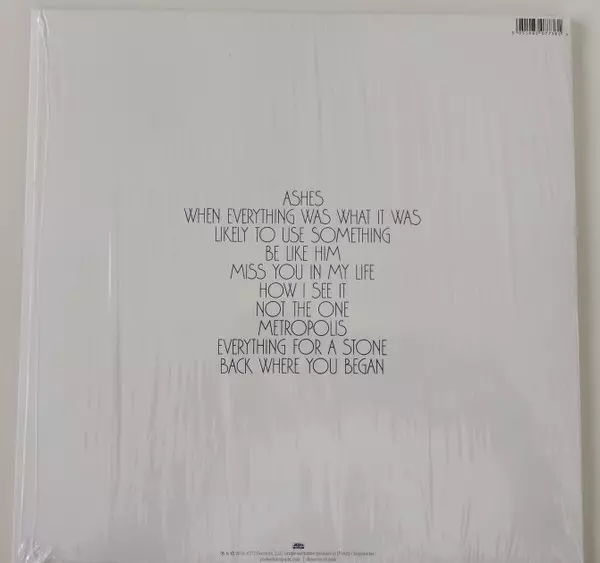 ASHES
WHEN EVERYTHING WAS WHAT IT WAS
LIKELY TO USE SOMETHING
BE LIKE HIM
MISS YOU IN MY LIFE
HOW I SEE IT
NOT THE ONE
METROPOLIS
EVERYTHING FOR A STONE
BACK WHERE YOU BEGAN